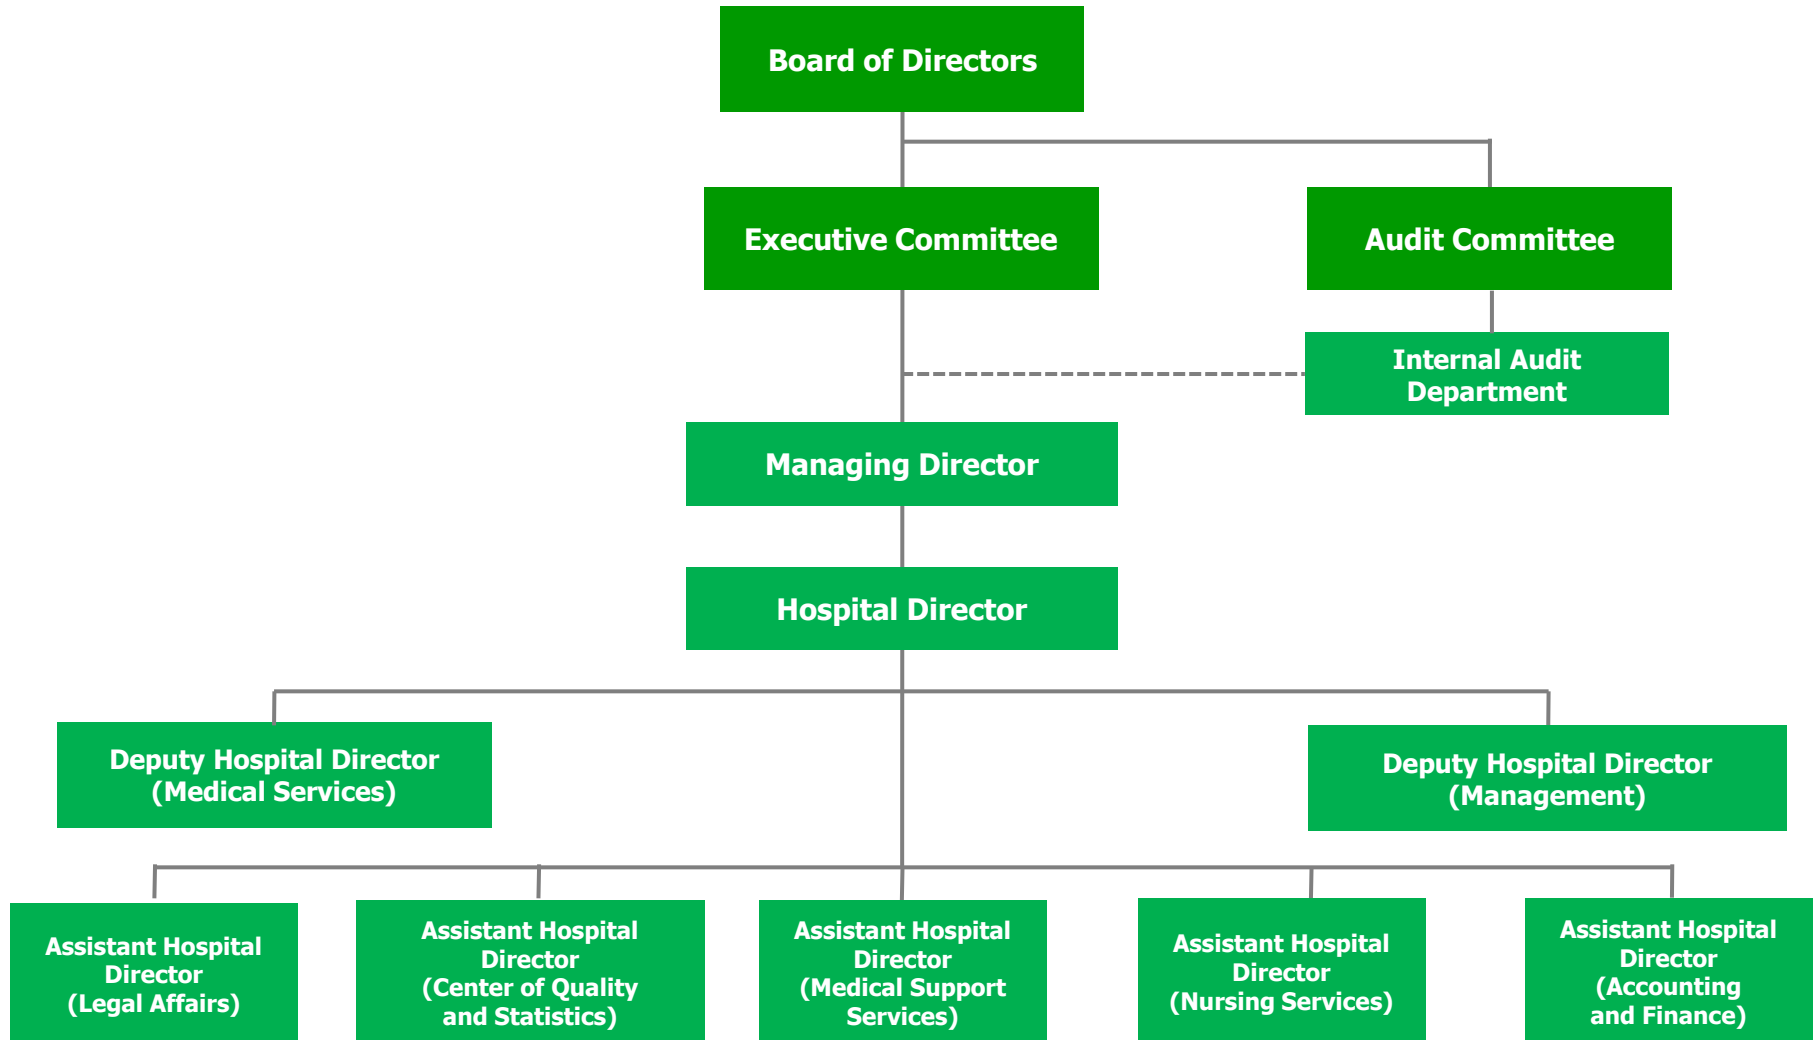 Board of Directors
Executive Committee
Audit Committee
Internal Audit
Department
Managing Director
Hospital Director
Deputy Hospital Director
(Medical Services)
Deputy Hospital Director
(Management)
Assistant Hospital
Director
(Legal Affairs)
Assistant Hospital
Director
(Center of Quality
and Statistics)
Assistant Hospital
Director
(Medical Support
Services)
Assistant Hospital
Director
(Nursing Services)
Assistant Hospital
Director
(Accounting
and Finance)